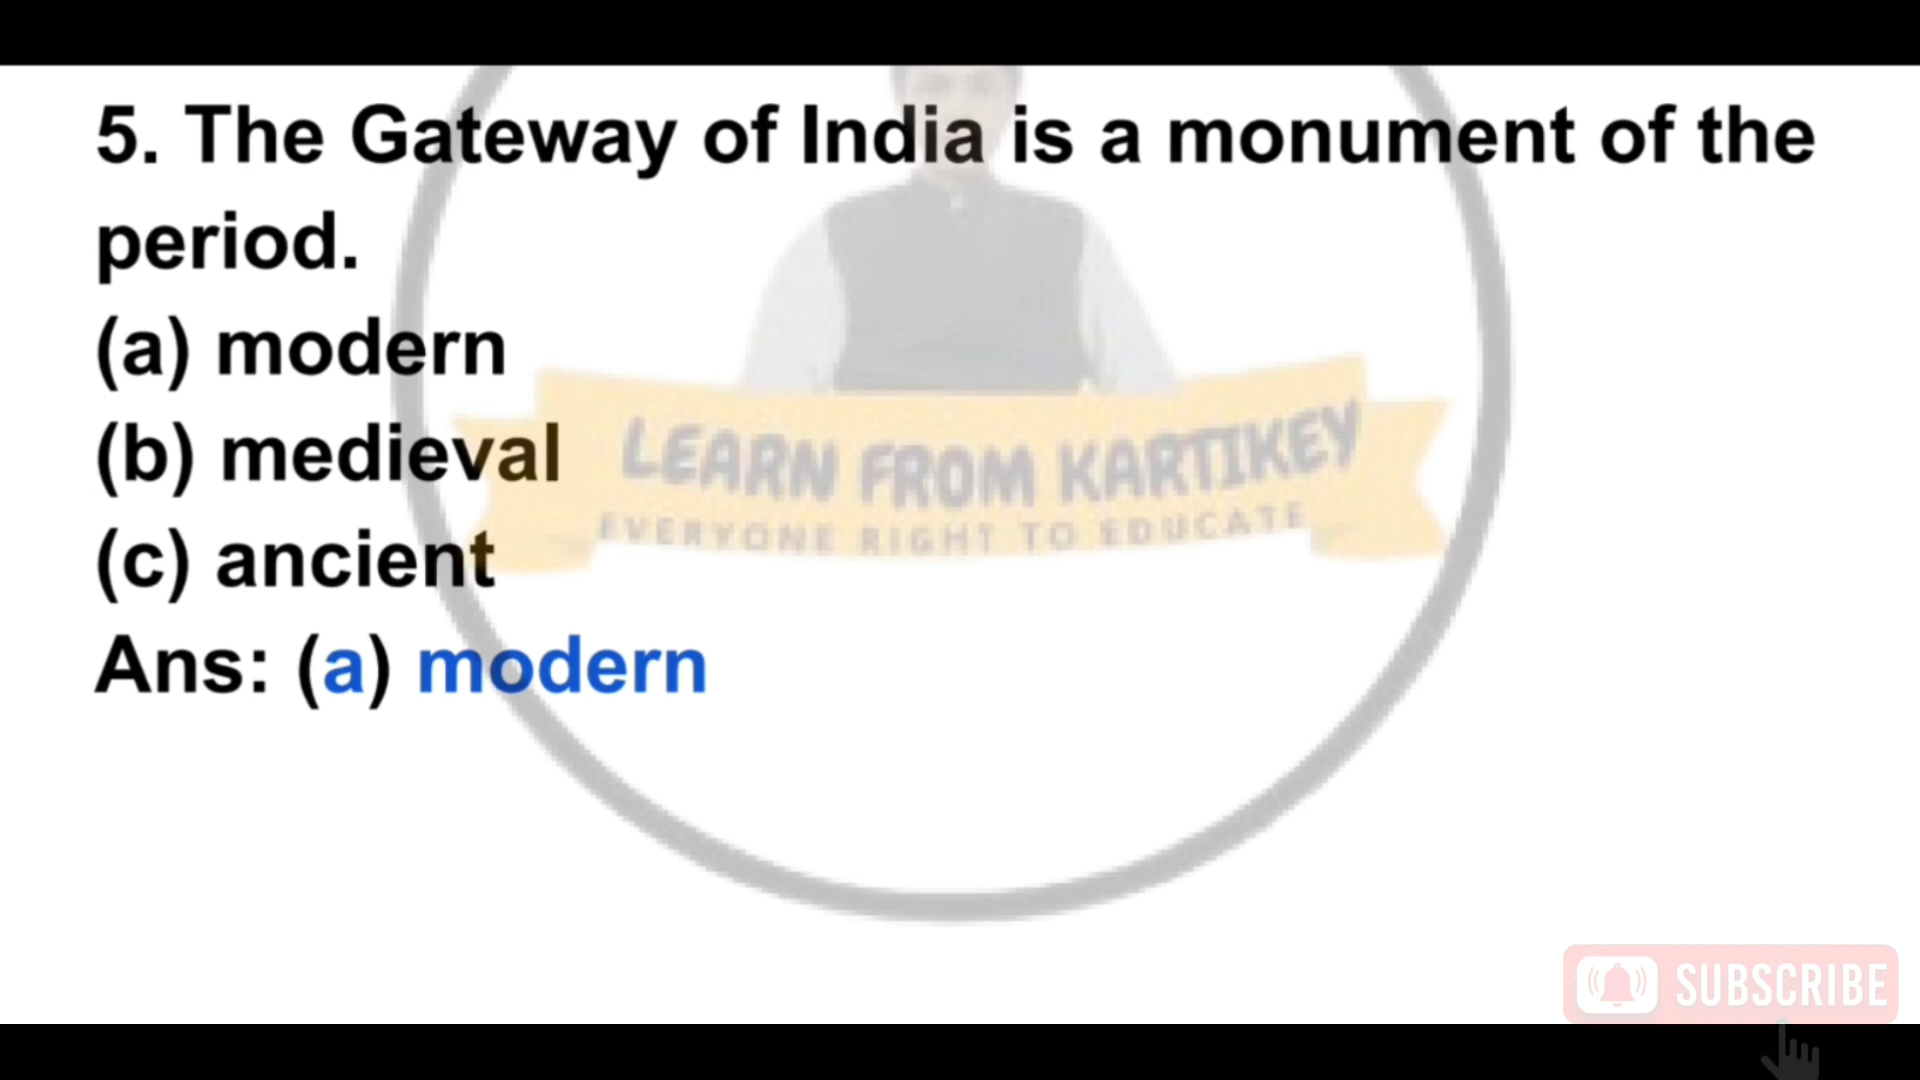 5. The Gateway of India is a monument of the
period.
(a) modern
(b) medieval
(c) ancient
Ans: (a) modern
LEARN FROM KARTIKEY
EVERYONE RIGHT TO EDUCATE
SUBSCRIBE